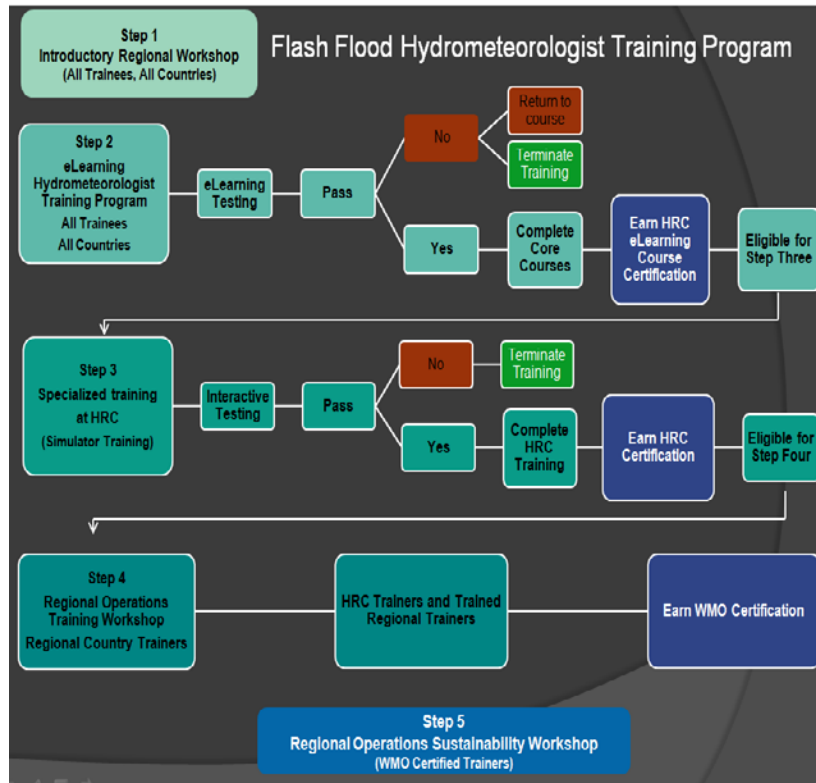 Step 1
Introductory Regional Workshop
(All Trainees, All Countries)
Flash Flood Hydrometeorologist Training Program
Step 2
eLearning
Hydrometeorologist
Training Program
All Trainees
All Countries
eLearning
Testing
Pass
No
Return to
course
Terminate
Training
Yes
Complete
Core
Courses
Earn HRC
eLearning
Course
Certification
Eligible for
Step Three
Step 3
Specialized training
at HRC
(Simulator Training)
Interactive
Testing
Pass
No
Terminate
Training
Yes
Complete
HRC
Training
Earn HRC
Certification
Eligible for
Step Four
Step 4
Regional Operations
Training Workshop
Regional Country Trainers
HRC Trainers and Trained
Regional Trainers
Earn WMO Certification
Step 5
Regional Operations Sustainability Workshop
(WMO Certified Trainers)